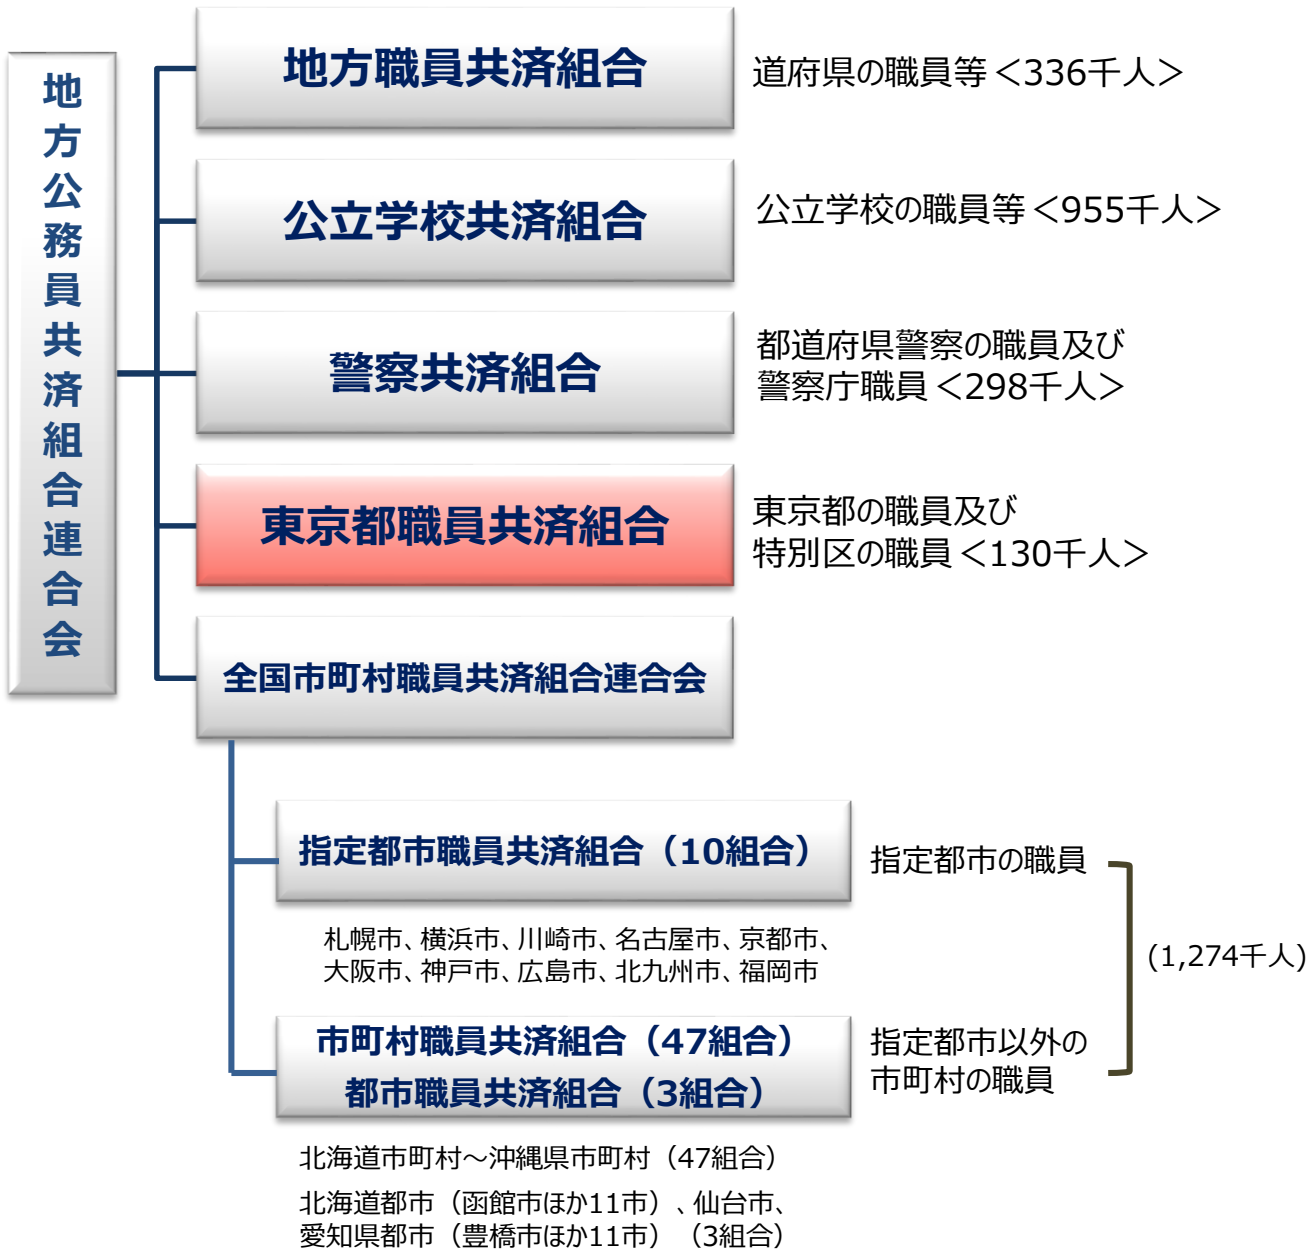 地方公務員共済組合連合会
地方職員共済組合
道府県の職員等＜336千人＞
公立学校共済組合
公立学校の職員等＜955千人＞
警察共済組合
都道府県警察の職員及び
警察庁職員＜298千人＞
東京都職員共済組合
東京都の職員及び
特別区の職員＜130千人＞
全国市町村職員共済組合連合会
指定都市職員共済組合（10組合）
指定都市の職員
札幌市、横浜市、川崎市、名古屋市、京都市、
大阪市、神戸市、広島市、北九州市、福岡市
(1,274千人)
市町村職員共済組合（47組合）
都市職員共済組合（3組合）
指定都市以外の
市町村の職員
北海道市町村～沖縄県市町村（47組合）
北海道都市（函館市ほか11市）、仙台市、
愛知県都市（豊橋市ほか11市）（3組合）